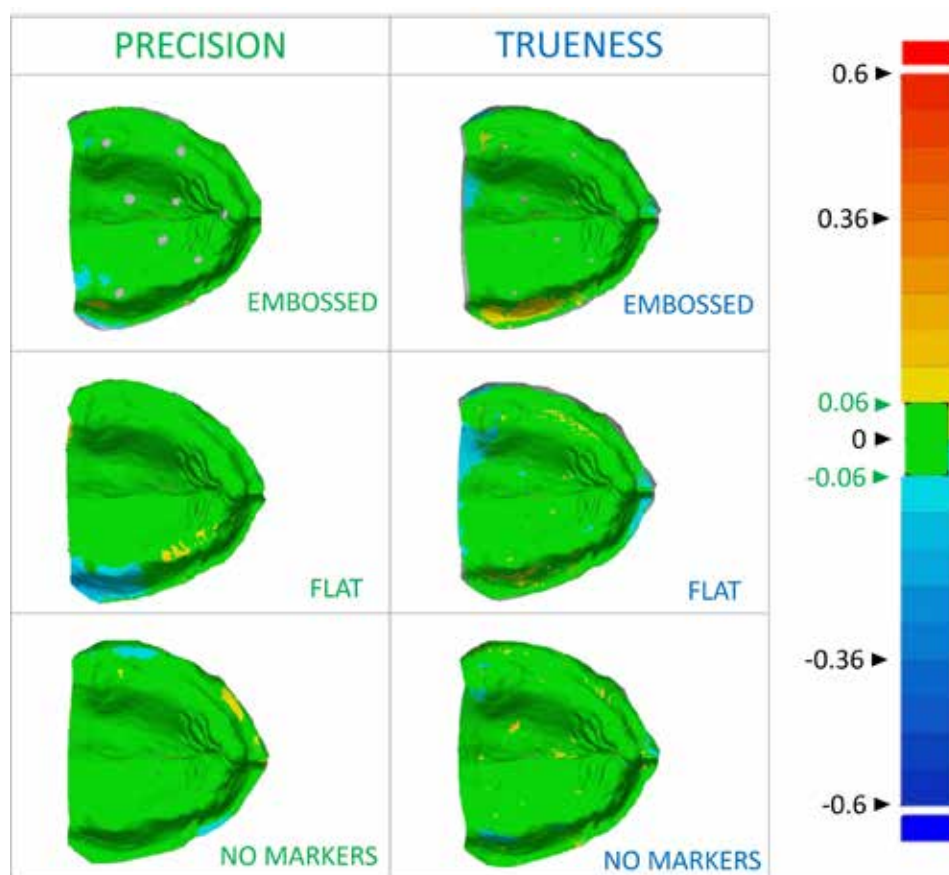 PRECISION
TRUENESS
EMBOSSED
EMBOSSED
FLAT
FLAT
NO MARKERS
NO MARKERS
0.6
0.36
0.06
0
-0.06
-0.36
-0.6